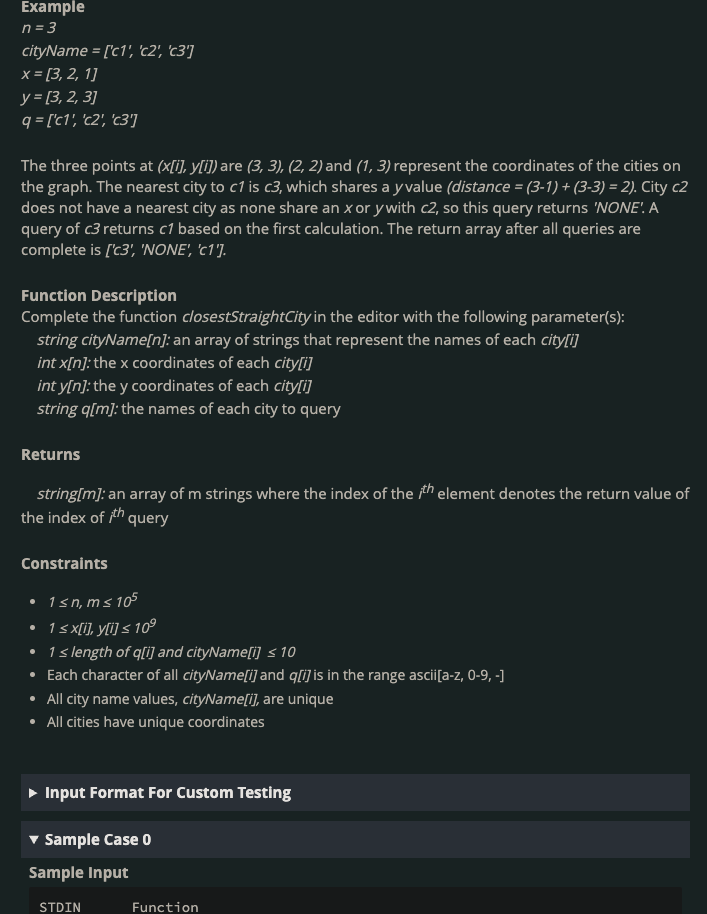 Example
n = 3
cityName = ['c1', 'c2', 'c3']
x = [3, 2, 1]
y = [3, 2, 3]
q = ['c1', 'c2', 'c3']
The three points at (x[i], y[i]) are (3, 3), (2, 2) and (1, 3) represent the coordinates of the cities on
the graph. The nearest city to c1 is c3, which shares a y value (distance = (3-1) + (3-3) = 2). City c2
does not have a nearest city as none share an x or y with c2, so this query returns 'NONE'. A
query of c3 returns c1 based on the first calculation. The return array after all queries are
complete is ['c3', 'NONE', 'c1'].
Function Description
Complete the function closestStraightCity in the editor with the following parameter(s):
string cityName[n]: an array of strings that represent the names of each city[i]
int x[n]: the x coordinates of each city[i]
int y[n]: the y coordinates of each city[i]
string q[m]: the names of each city to query
Returns
string[m]: an array of m strings where the index of the i^th element denotes the return value of
the index of i^th query
Constraints
• 1 ≤ n, m ≤ 10^5
• 1 ≤ x[i], y[i] ≤ 10^9
• 1 ≤ length of q[i] and cityName[i] ≤ 10
• Each character of all cityName[i] and q[i] is in the range ascii[a-z, 0-9, -]
• All city name values, cityName[i], are unique
• All cities have unique coordinates
▶ Input Format For Custom Testing
▼ Sample Case 0
Sample Input
STDIN Function